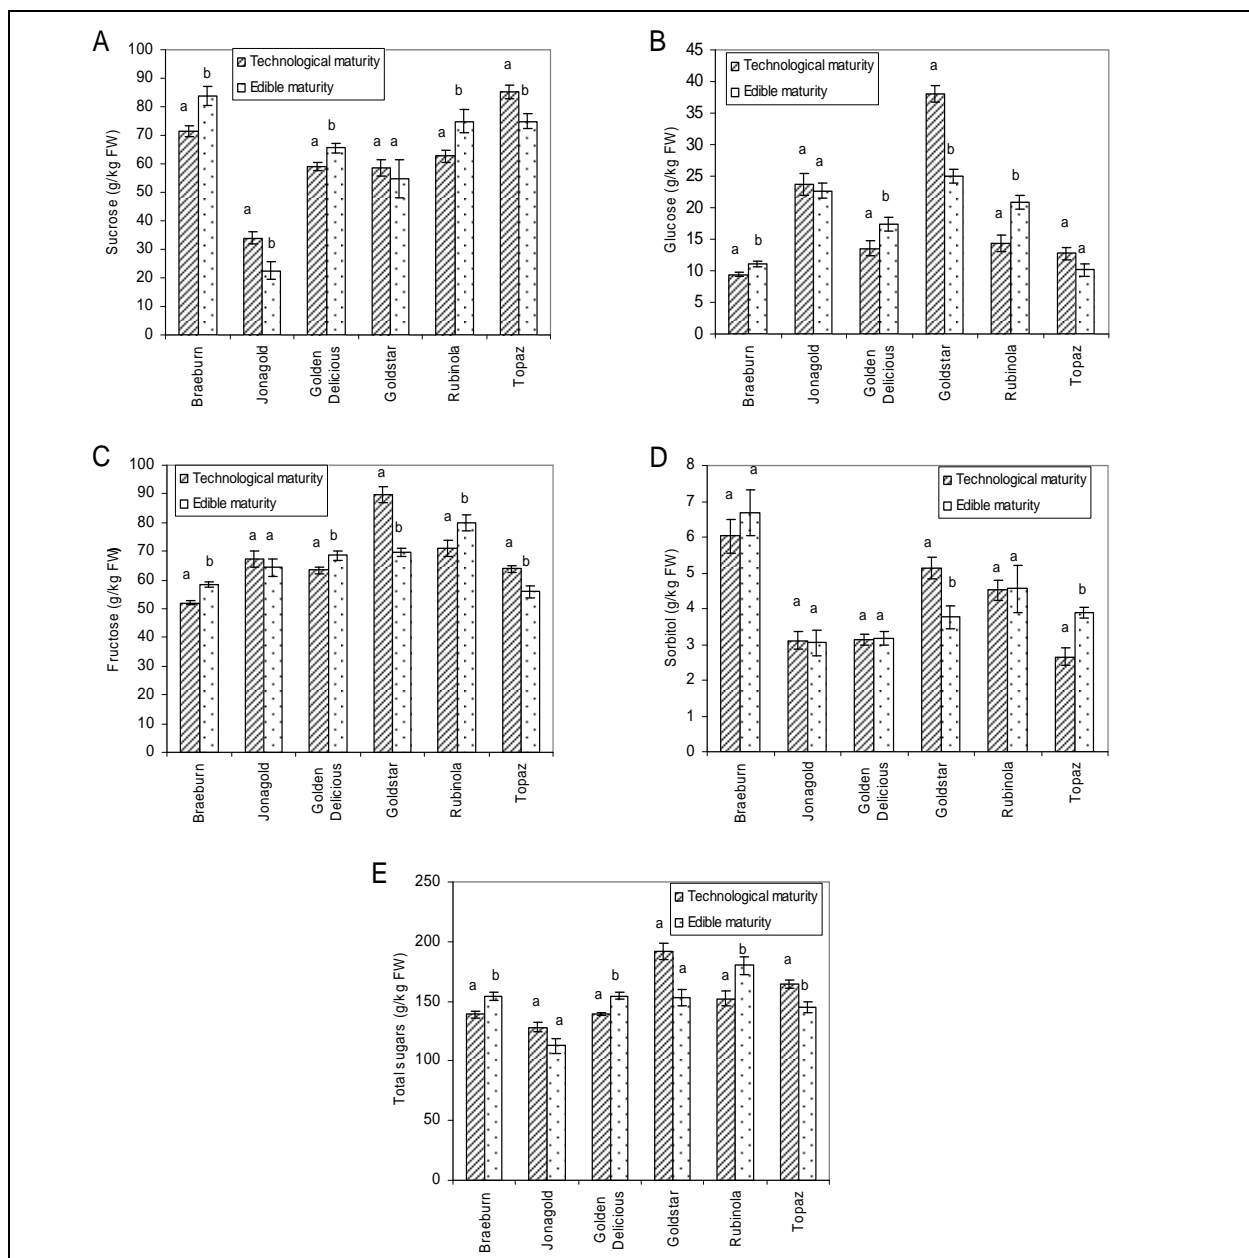 A
Sucrose (g/kg FW)
100
90
80
70
60
50
40
30
20
10
0
Technological maturity
Edible maturity
a b a b a b a a a b a b
Braeburn
Jonagold
Golden
Delicious
Goldstar
Rubinola
Topaz
B
Glucose (g/kg FW)
45
40
35
30
25
20
15
10
5
0
Technological maturity
Edible maturity
a b a a a b a b a b a a
Braeburn
Jonagold
Golden
Delicious
Goldstar
Rubinola
Topaz
C
Fructose (g/kg FW)
100
90
80
70
60
50
40
30
20
10
0
Technological maturity
Edible maturity
a b a a a b a b a b a b
Braeburn
Jonagold
Golden
Delicious
Goldstar
Rubinola
Topaz
D
Sorbitol (g/kg FW)
8
7
6
5
4
3
2
1
0
Technological maturity
Edible maturity
a a a a a a a b a a a b
Braeburn
Jonagold
Golden
Delicious
Goldstar
Rubinola
Topaz
E
Total sugars (g/kg FW)
250
200
150
100
50
0
Technological maturity
Edible maturity
a b a a a b a a a b a b
Braeburn
Jonagold
Golden
Delicious
Goldstar
Rubinola
Topaz